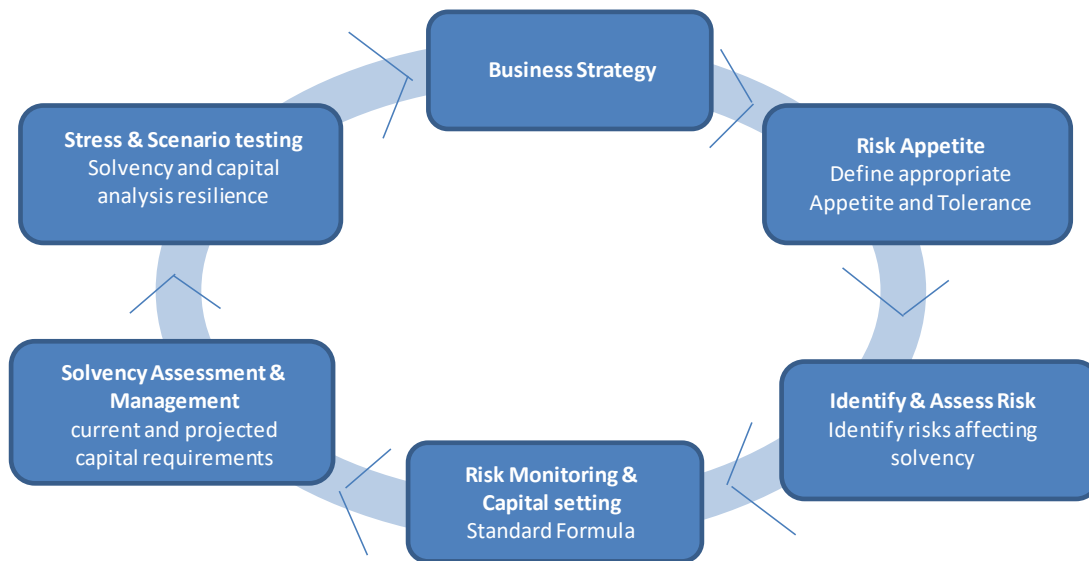 Business Strategy
Risk Appetite
Define appropriate
Appetite and Tolerance
Identify & Assess Risk
Identify risks affecting
solvency
Risk Monitoring &
Capital setting
Standard Formula
Solvency Assessment &
Management
current and projected
capital requirements
Stress & Scenario testing
Solvency and capital
analysis resilience